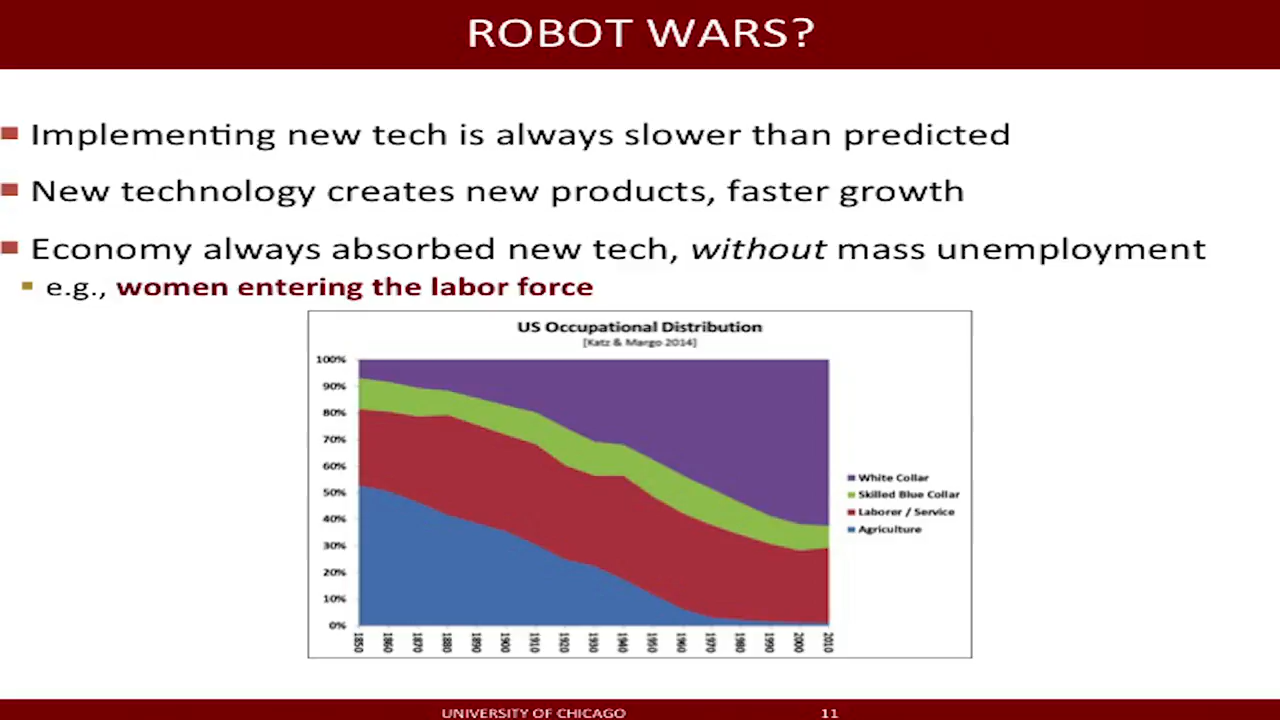 ROBOT WARS?
Implementing new tech is always slower than predicted
New technology creates new products, faster growth
Economy always absorbed new tech, without mass unemployment
e.g., women entering the labor force
US Occupational Distribution
[Katz & Margo 2014]
100%
90%
80%
70%
60%
50%
40%
30%
20%
10%
0%
White Collar
Skilled Blue Collar
Laborer / Service
Agriculture
1850 1860 1870 1880 1890 1900 1910 1920 1930 1940 1950 1960 1970 1980 1990 2000 2010
UNIVERSITY OF CHICAGO 11